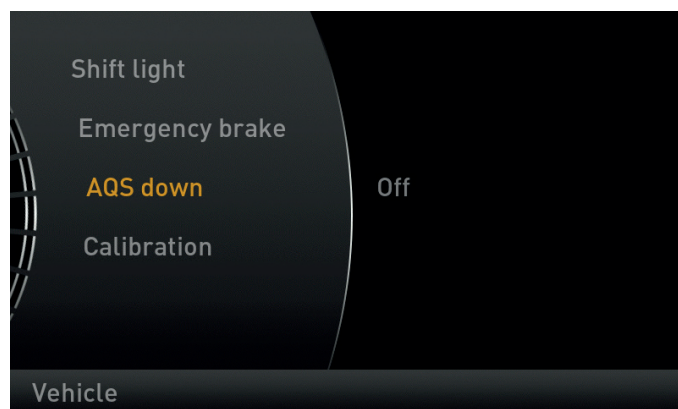 Shift light
Emergency brake
AQS down
Off
Calibration
Vehicle